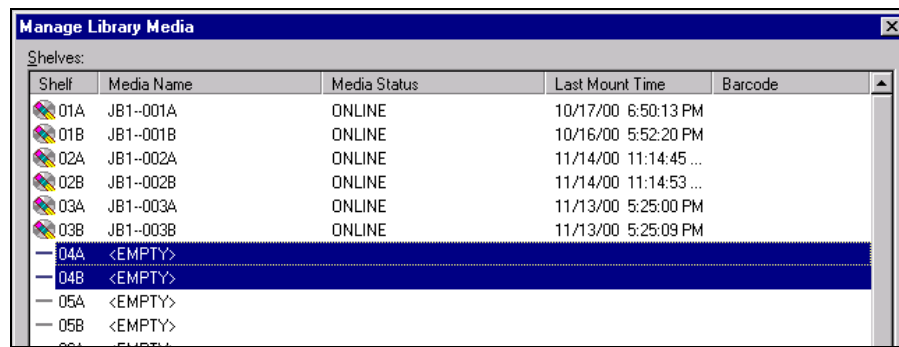 Manage Library Media
Shelves:
Shelf Media Name Media Status Last Mount Time Barcode
01A JB1--001A ONLINE 10/17/00 6:50:13 PM
01B JB1--001B ONLINE 10/16/00 5:52:20 PM
02A JB1--002A ONLINE 11/14/00 11:14:45 ...
02B JB1--002B ONLINE 11/14/00 11:14:53 ...
03A JB1--003A ONLINE 11/13/00 5:25:00 PM
03B JB1--003B ONLINE 11/13/00 5:25:09 PM
04A <EMPTY>
04B <EMPTY>
05A <EMPTY>
05B <EMPTY>